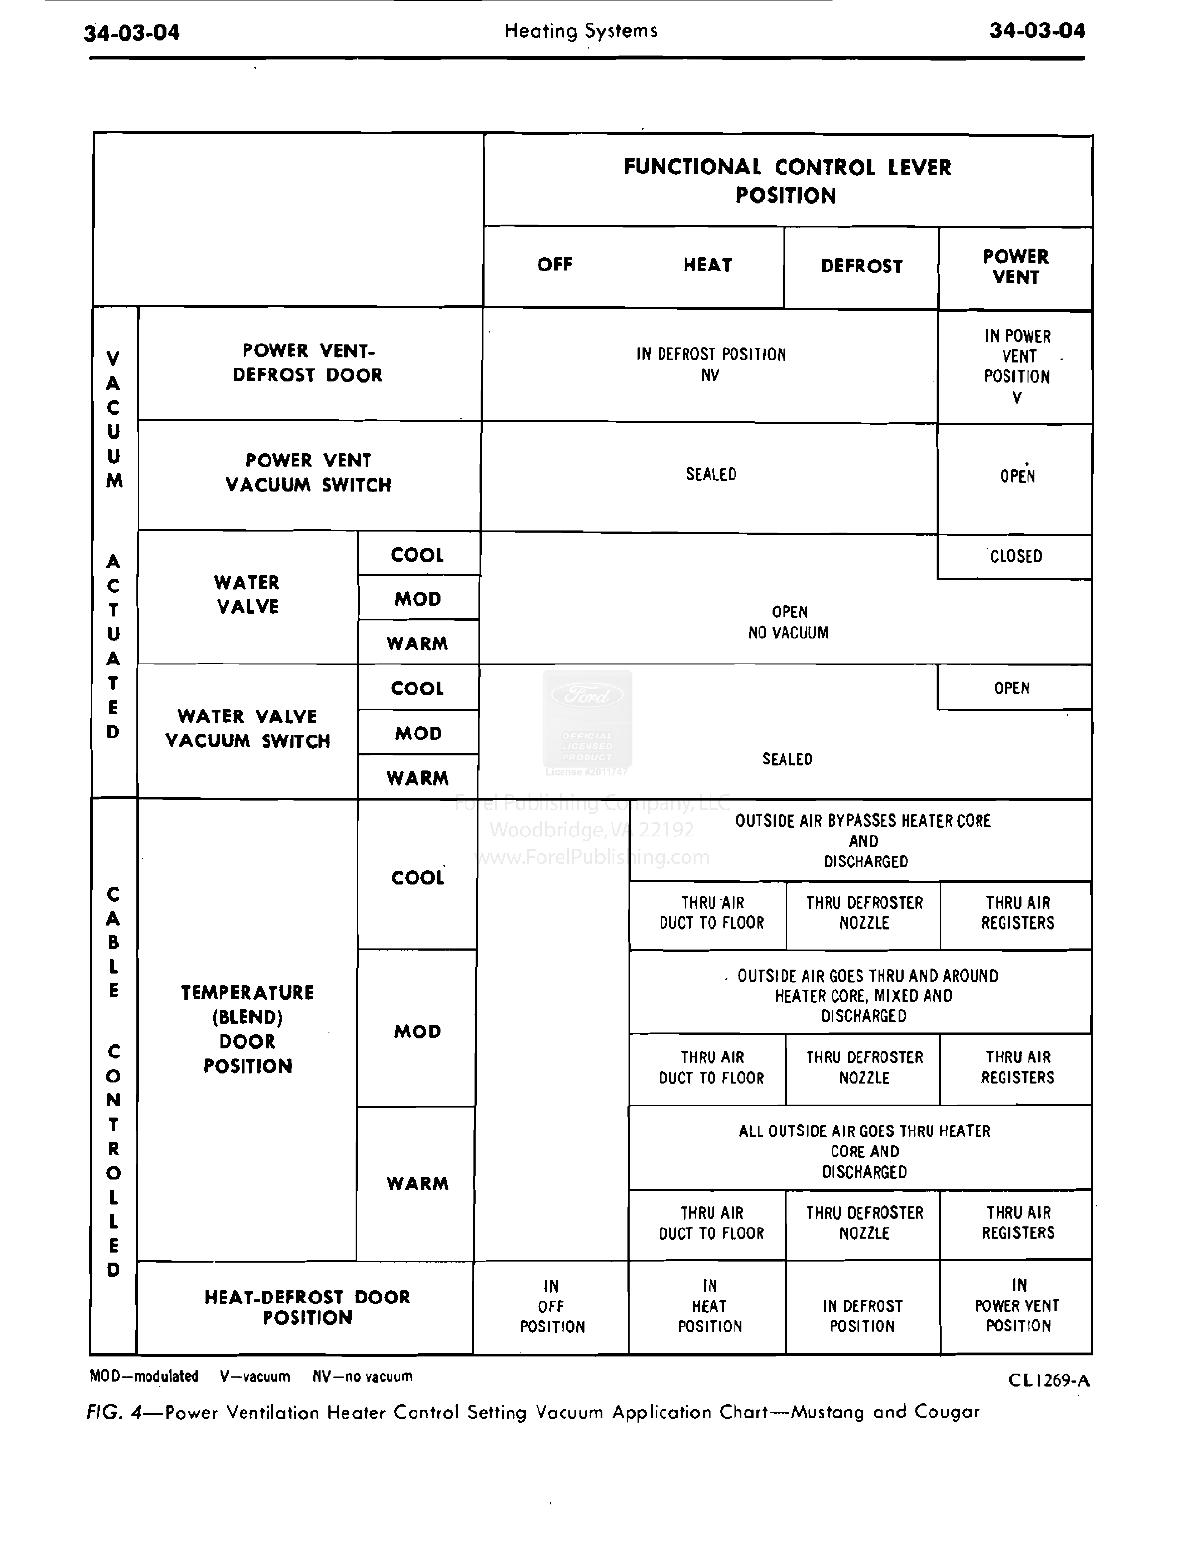 34-03-04 Heating Systems 34-03-04
FUNCTIONAL CONTROL LEVER
POSITION
OFF HEAT DEFROST POWER
VENT
VACUUM ACTUATED
POWER VENT-
DEFROST DOOR
IN DEFROST POSITION
NV
IN POWER
VENT
POSITION
V
POWER VENT
VACUUM SWITCH
SEALED
OPEN
WATER
VALVE
COOL
MOD
WARM
CLOSED
OPEN
NO VACUUM
WATER VALVE
VACUUM SWITCH
COOL
MOD
WARM
OPEN
SEALED
Ford
OFFICIAL
LICENSED
PRODUCT
License #2011747
Forel Publishing Company, LLC
Woodbridge, VA 22192
www.ForelPublishing.com
CABLE CONTROLLED
TEMPERATURE
(BLEND)
DOOR
POSITION
COOL
OUTSIDE AIR BYPASSES HEATER CORE
AND
DISCHARGED
THRU AIR
DUCT TO FLOOR
THRU DEFROSTER
NOZZLE
THRU AIR
REGISTERS
MOD
OUTSIDE AIR GOES THRU AND AROUND
HEATER CORE, MIXED AND
DISCHARGED
THRU AIR
DUCT TO FLOOR
THRU DEFROSTER
NOZZLE
THRU AIR
REGISTERS
WARM
ALL OUTSIDE AIR GOES THRU HEATER
CORE AND
DISCHARGED
THRU AIR
DUCT TO FLOOR
THRU DEFROSTER
NOZZLE
THRU AIR
REGISTERS
HEAT-DEFROST DOOR
POSITION
IN
OFF
POSITION
IN
HEAT
POSITION
IN DEFROST
POSITION
IN
POWER VENT
POSITION
MOD—modulated V—vacuum NV—no vacuum
CL1269-A
FIG. 4—Power Ventilation Heater Control Setting Vacuum Application Chart—Mustang and Cougar